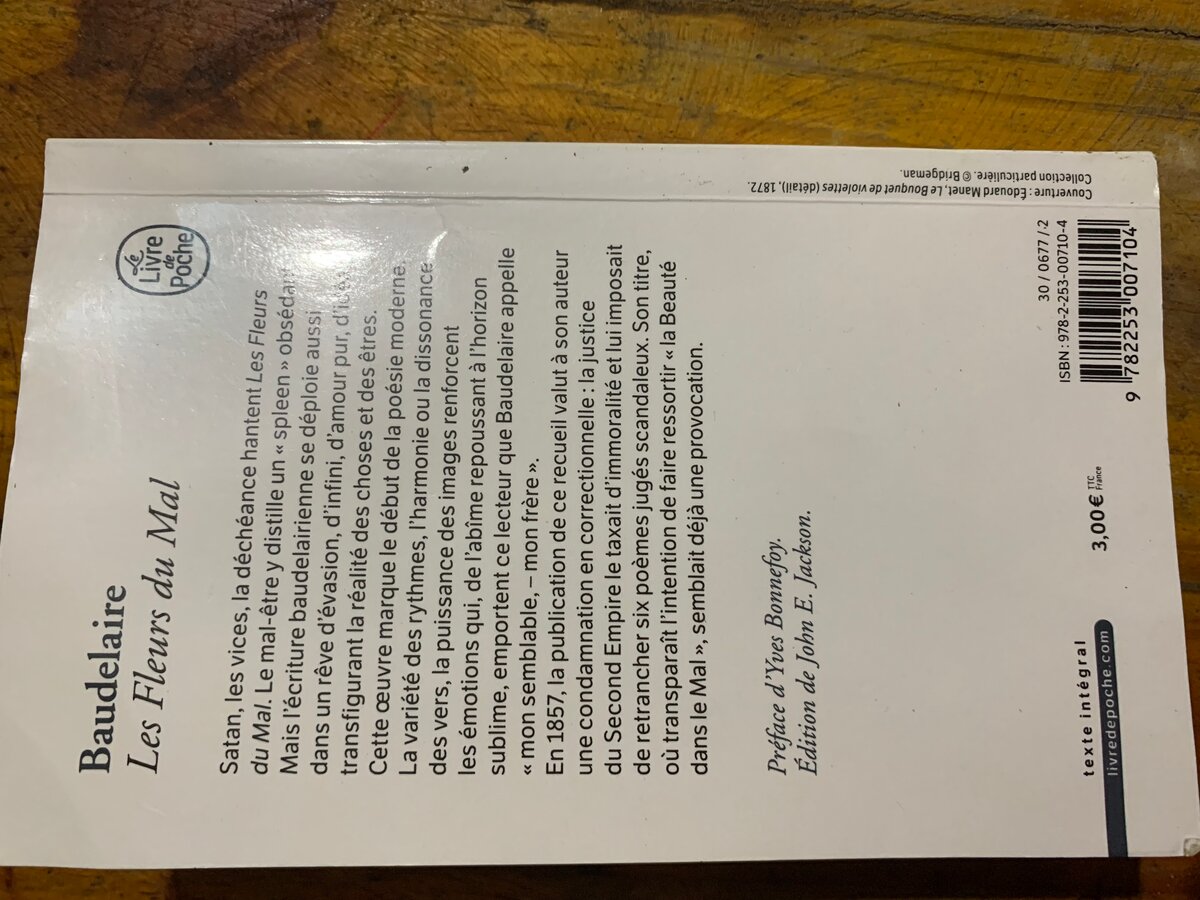 Baudelaire
Les Fleurs du Mal
Le
Livre
de
Poche
Satan, les vices, la déchéance hantent Les Fleurs
du Mal. Le mal-être y distille un « spleen »
Mais l'écriture baudelairienne se déploie aussi
dans un rêve d'évasion, d'infini, d'amour pur,
transfigurant la réalité des choses et des êtres.
Cette œuvre marque le début de la poésie moderne.
La variété des rythmes, l'harmonie ou la dissonance
des vers, la puissance des images renforcent
les émotions qui, de l'abîme repoussant à l'horizon
sublime, emportent ce lecteur que Baudelaire appelle
« mon semblable, – mon frère ».
En 1857, la publication de ce recueil valut à son auteur
une condamnation en correctionnelle : la justice
du Second Empire le taxait d'immoralité et lui imposait
de retrancher six poèmes jugés scandaleux. Son titre,
où transparaît l'intention de faire ressortir « la Beauté
dans le Mal », semblait déjà une provocation.
Préface d'Yves Bonnefoy.
Édition de John E. Jackson.
texte intégral
livredepoche.com
3,00€ TTC
France
30 / 0677 / -2
ISBN : 978-2-253-00710-4
9 782253 007104
Couverture : Édouard Manet, Le Bouquet de violettes (détail), 1872.
Collection particulière. © Bridgeman.